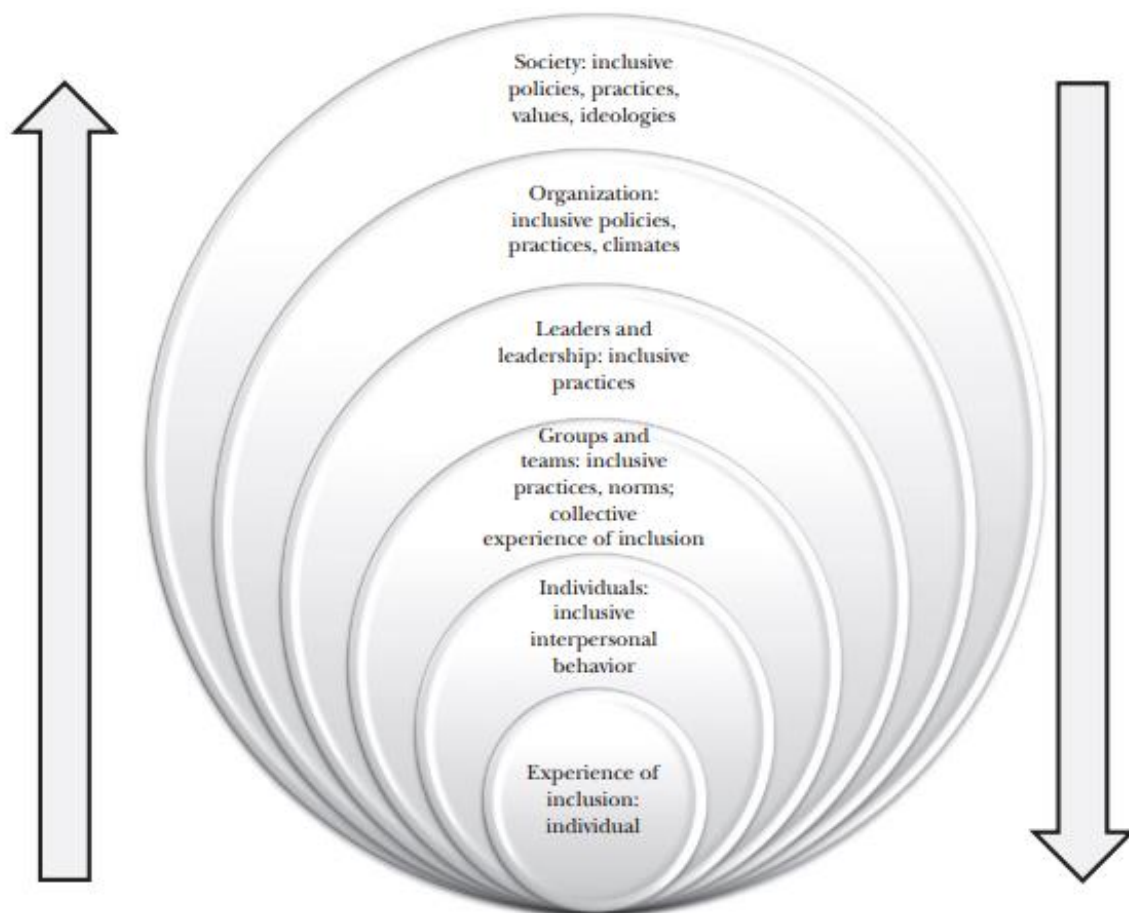 Society: inclusive
policies, practices,
values, ideologies
Organization:
inclusive policies,
practices, climates
Leaders and
leadership: inclusive
practices
Groups and
teams: inclusive
practices, norms;
collective
experience of inclusion
Individuals:
inclusive
interpersonal
behavior
Experience of
inclusion:
individual